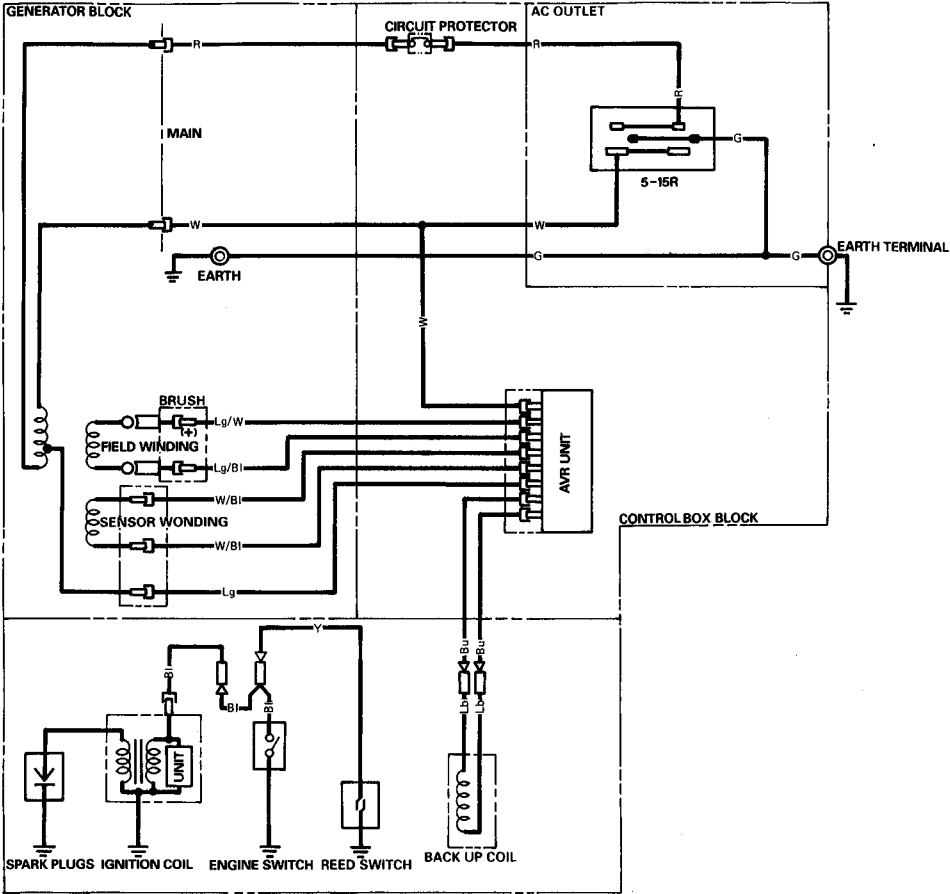 GENERATOR BLOCK
AC OUTLET
CIRCUIT PROTECTOR
R
R
R
MAIN
G
5-15R
W
W
EARTH TERMINAL
G
G
EARTH
W
BRUSH
Lg/W
(+)
FIELD WINDING
Lg/Bl
AVR UNIT
W/Bl
SENSOR WONDING
CONTROL BOX BLOCK
W/Bl
Lg
Y
Bu
Bu
Bl
Bl
Bl
Lb
Lb
UNIT
BACK UP COIL
SPARK PLUGS
IGNITION COIL
ENGINE SWITCH
REED SWITCH